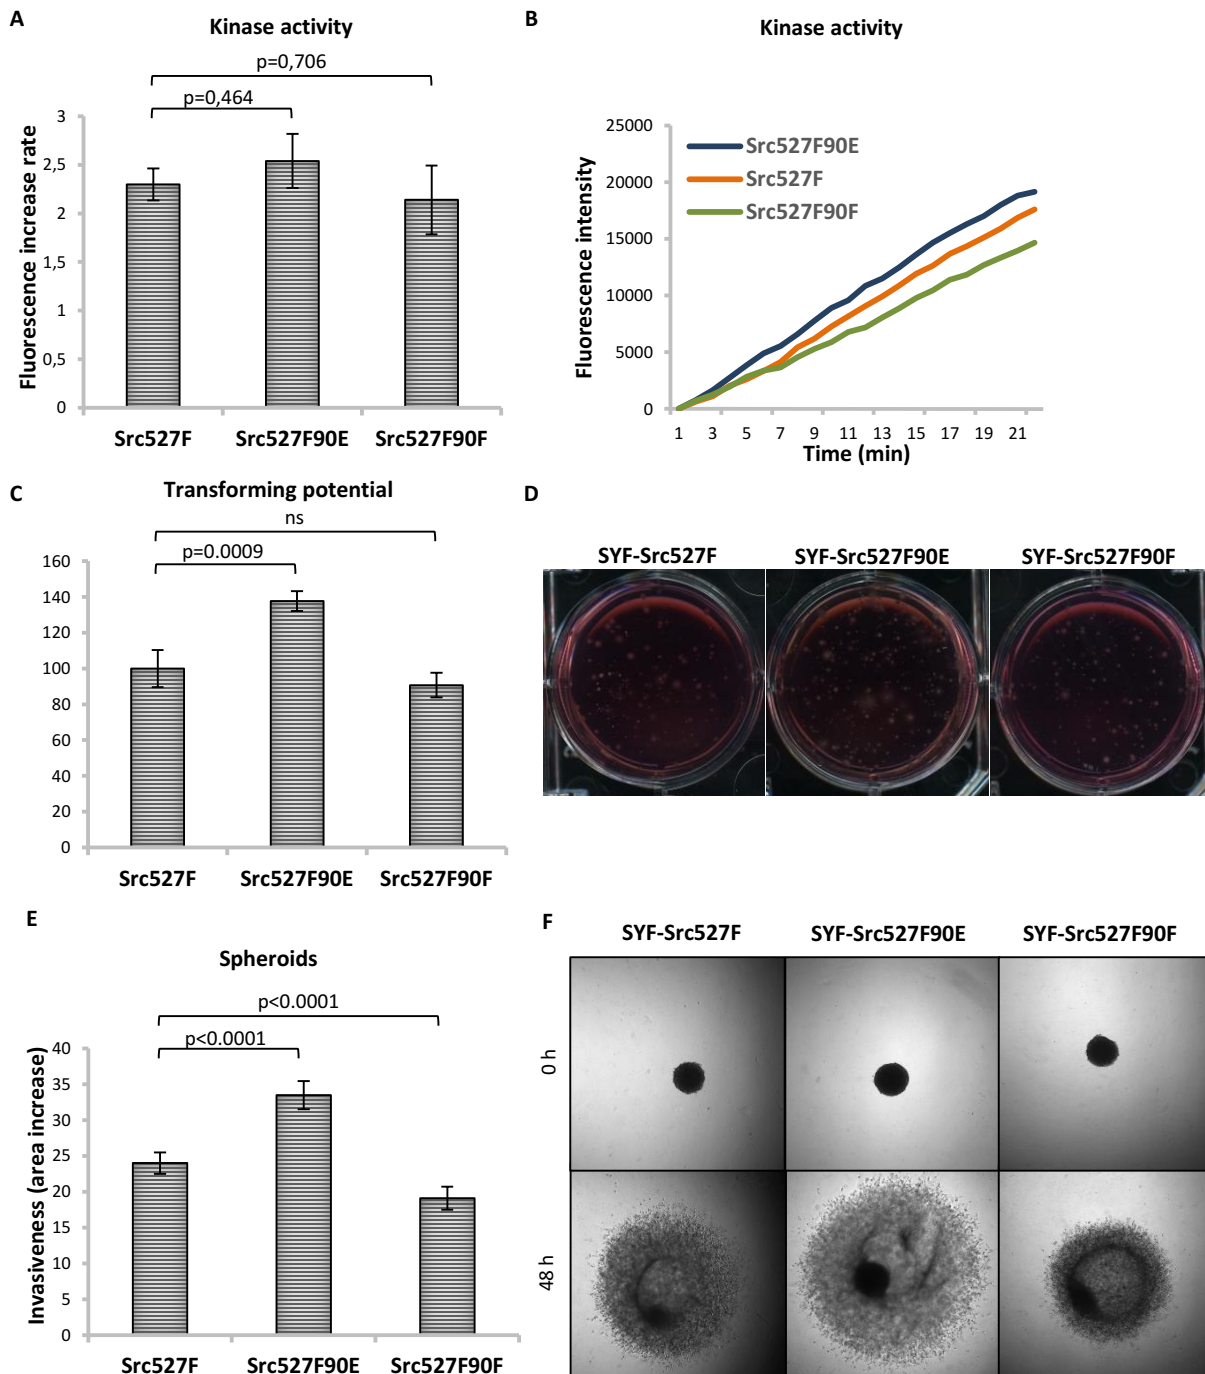 A
Kinase activity
p=0,706
p=0,464
Fluorescence increase rate
3
2,5
2
1,5
1
0,5
0
Src527F
Src527F90E
Src527F90F
B
Kinase activity
Fluorescence intensity
25000
20000
15000
10000
5000
0
Src527F90E
Src527F
Src527F90F
1 3 5 7 9 11 13 15 17 19 21
Time (min)
C
Transforming potential
ns
p=0.0009
160
140
120
100
80
60
40
20
0
Src527F
Src527F90E
Src527F90F
D
SYF-Src527F
SYF-Src527F90E
SYF-Src527F90F
E
Spheroids
p<0.0001
p<0.0001
Invasiveness (area increase)
40
35
30
25
20
15
10
5
0
Src527F
Src527F90E
Src527F90F
F
SYF-Src527F
SYF-Src527F90E
SYF-Src527F90F
0 h
48 h